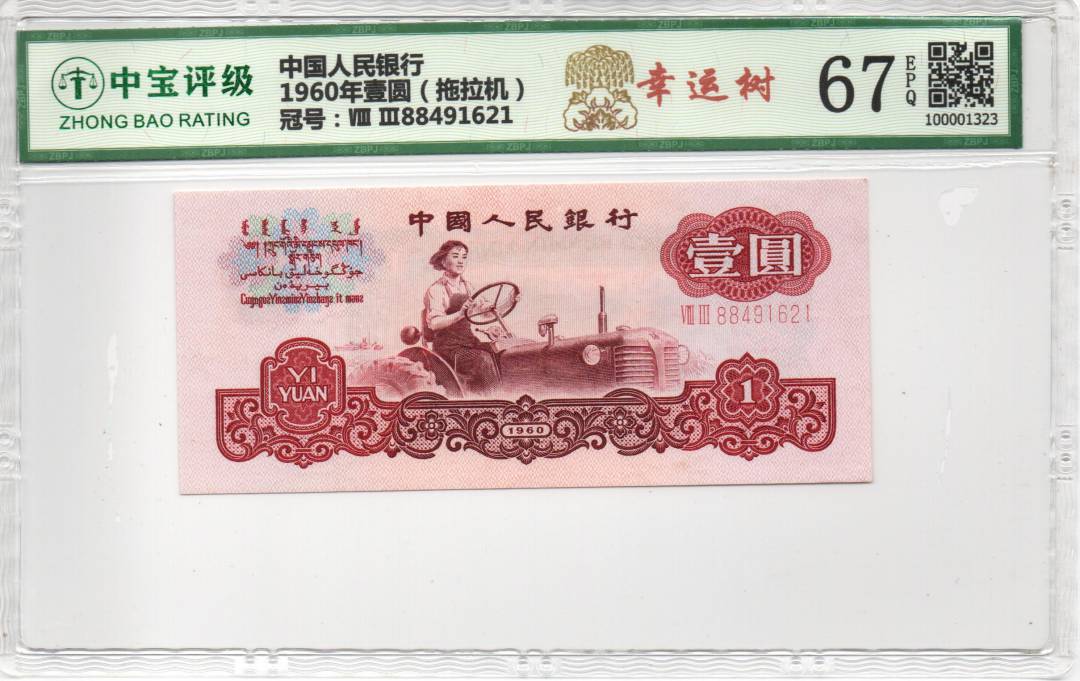 中宝评级
ZHONG BAO RATING
中国人民银行
1960年壹圆（拖拉机）
冠号：Ⅷ Ⅲ88491621
幸运树
67
EPQ
100001323
中國人民銀行
壹圓
Ⅷ Ⅲ 88491621
YI
YUAN
1960
1